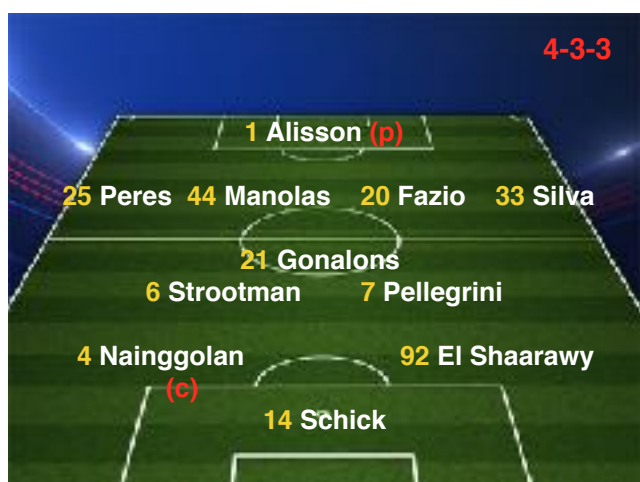 4-3-3
1 Alisson (p)
25 Peres 44 Manolas 20 Fazio 33 Silva
21 Gonalons
6 Strootman 7 Pellegrini
4 Nainggolan 92 El Shaarawy
(c)
14 Schick